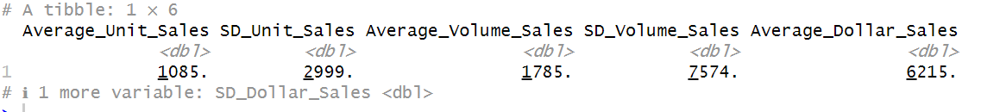 # A tibble: 1 × 6
Average_Unit_Sales SD_Unit_Sales Average_Volume_Sales SD_Volume_Sales Average_Dollar_Sales
<dbl> <dbl> <dbl> <dbl> <dbl>
1 1085. 2999. 1785. 7574. 6215.
# ℹ 1 more variable: SD_Dollar_Sales <dbl>
>